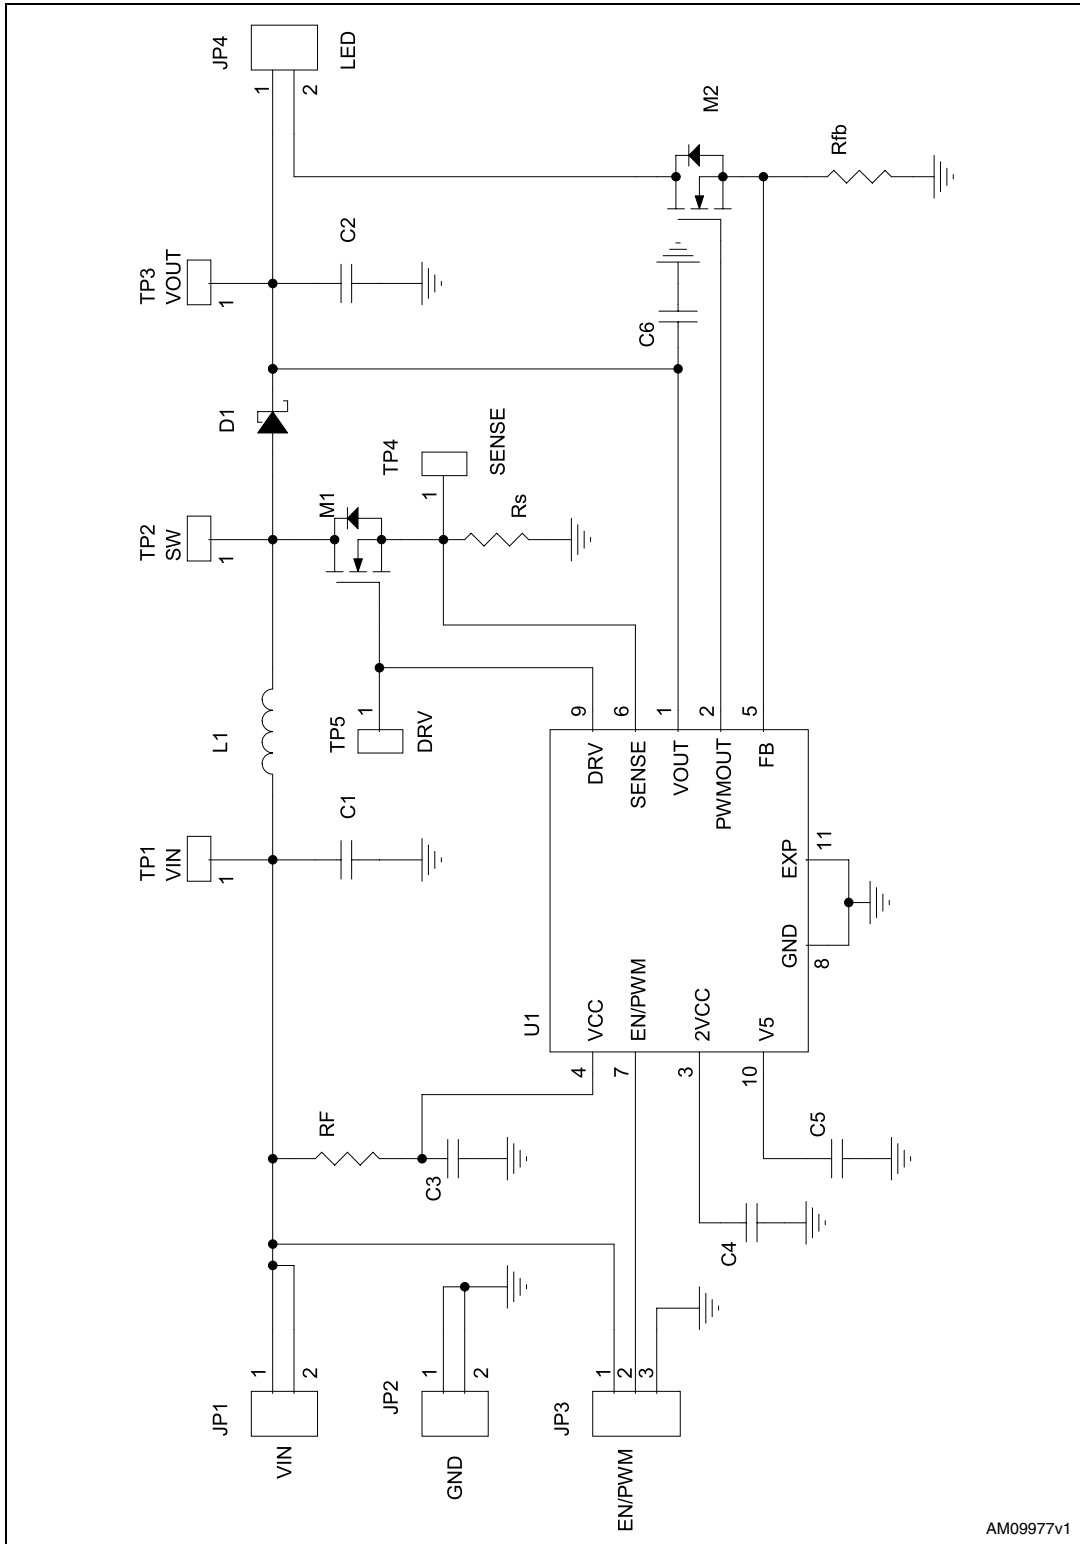 JP1
VIN
1
2
JP2
GND
1
2
JP3
EN/PWM
1
2
3
RF
C3
C4
C5
TP1
VIN
1
C1
L1
TP5
DRV
1
TP2
SW
1
M1
D1
TP4
SENSE
1
Rs
TP3
VOUT
1
C2
C6
JP4
LED
1
2
M2
Rfb
U1
VCC
4
EN/PWM
7
2VCC
3
V5
10
GND
8
EXP
11
DRV
9
SENSE
6
VOUT
1
PWMOUT
2
FB
5
AM09977v1